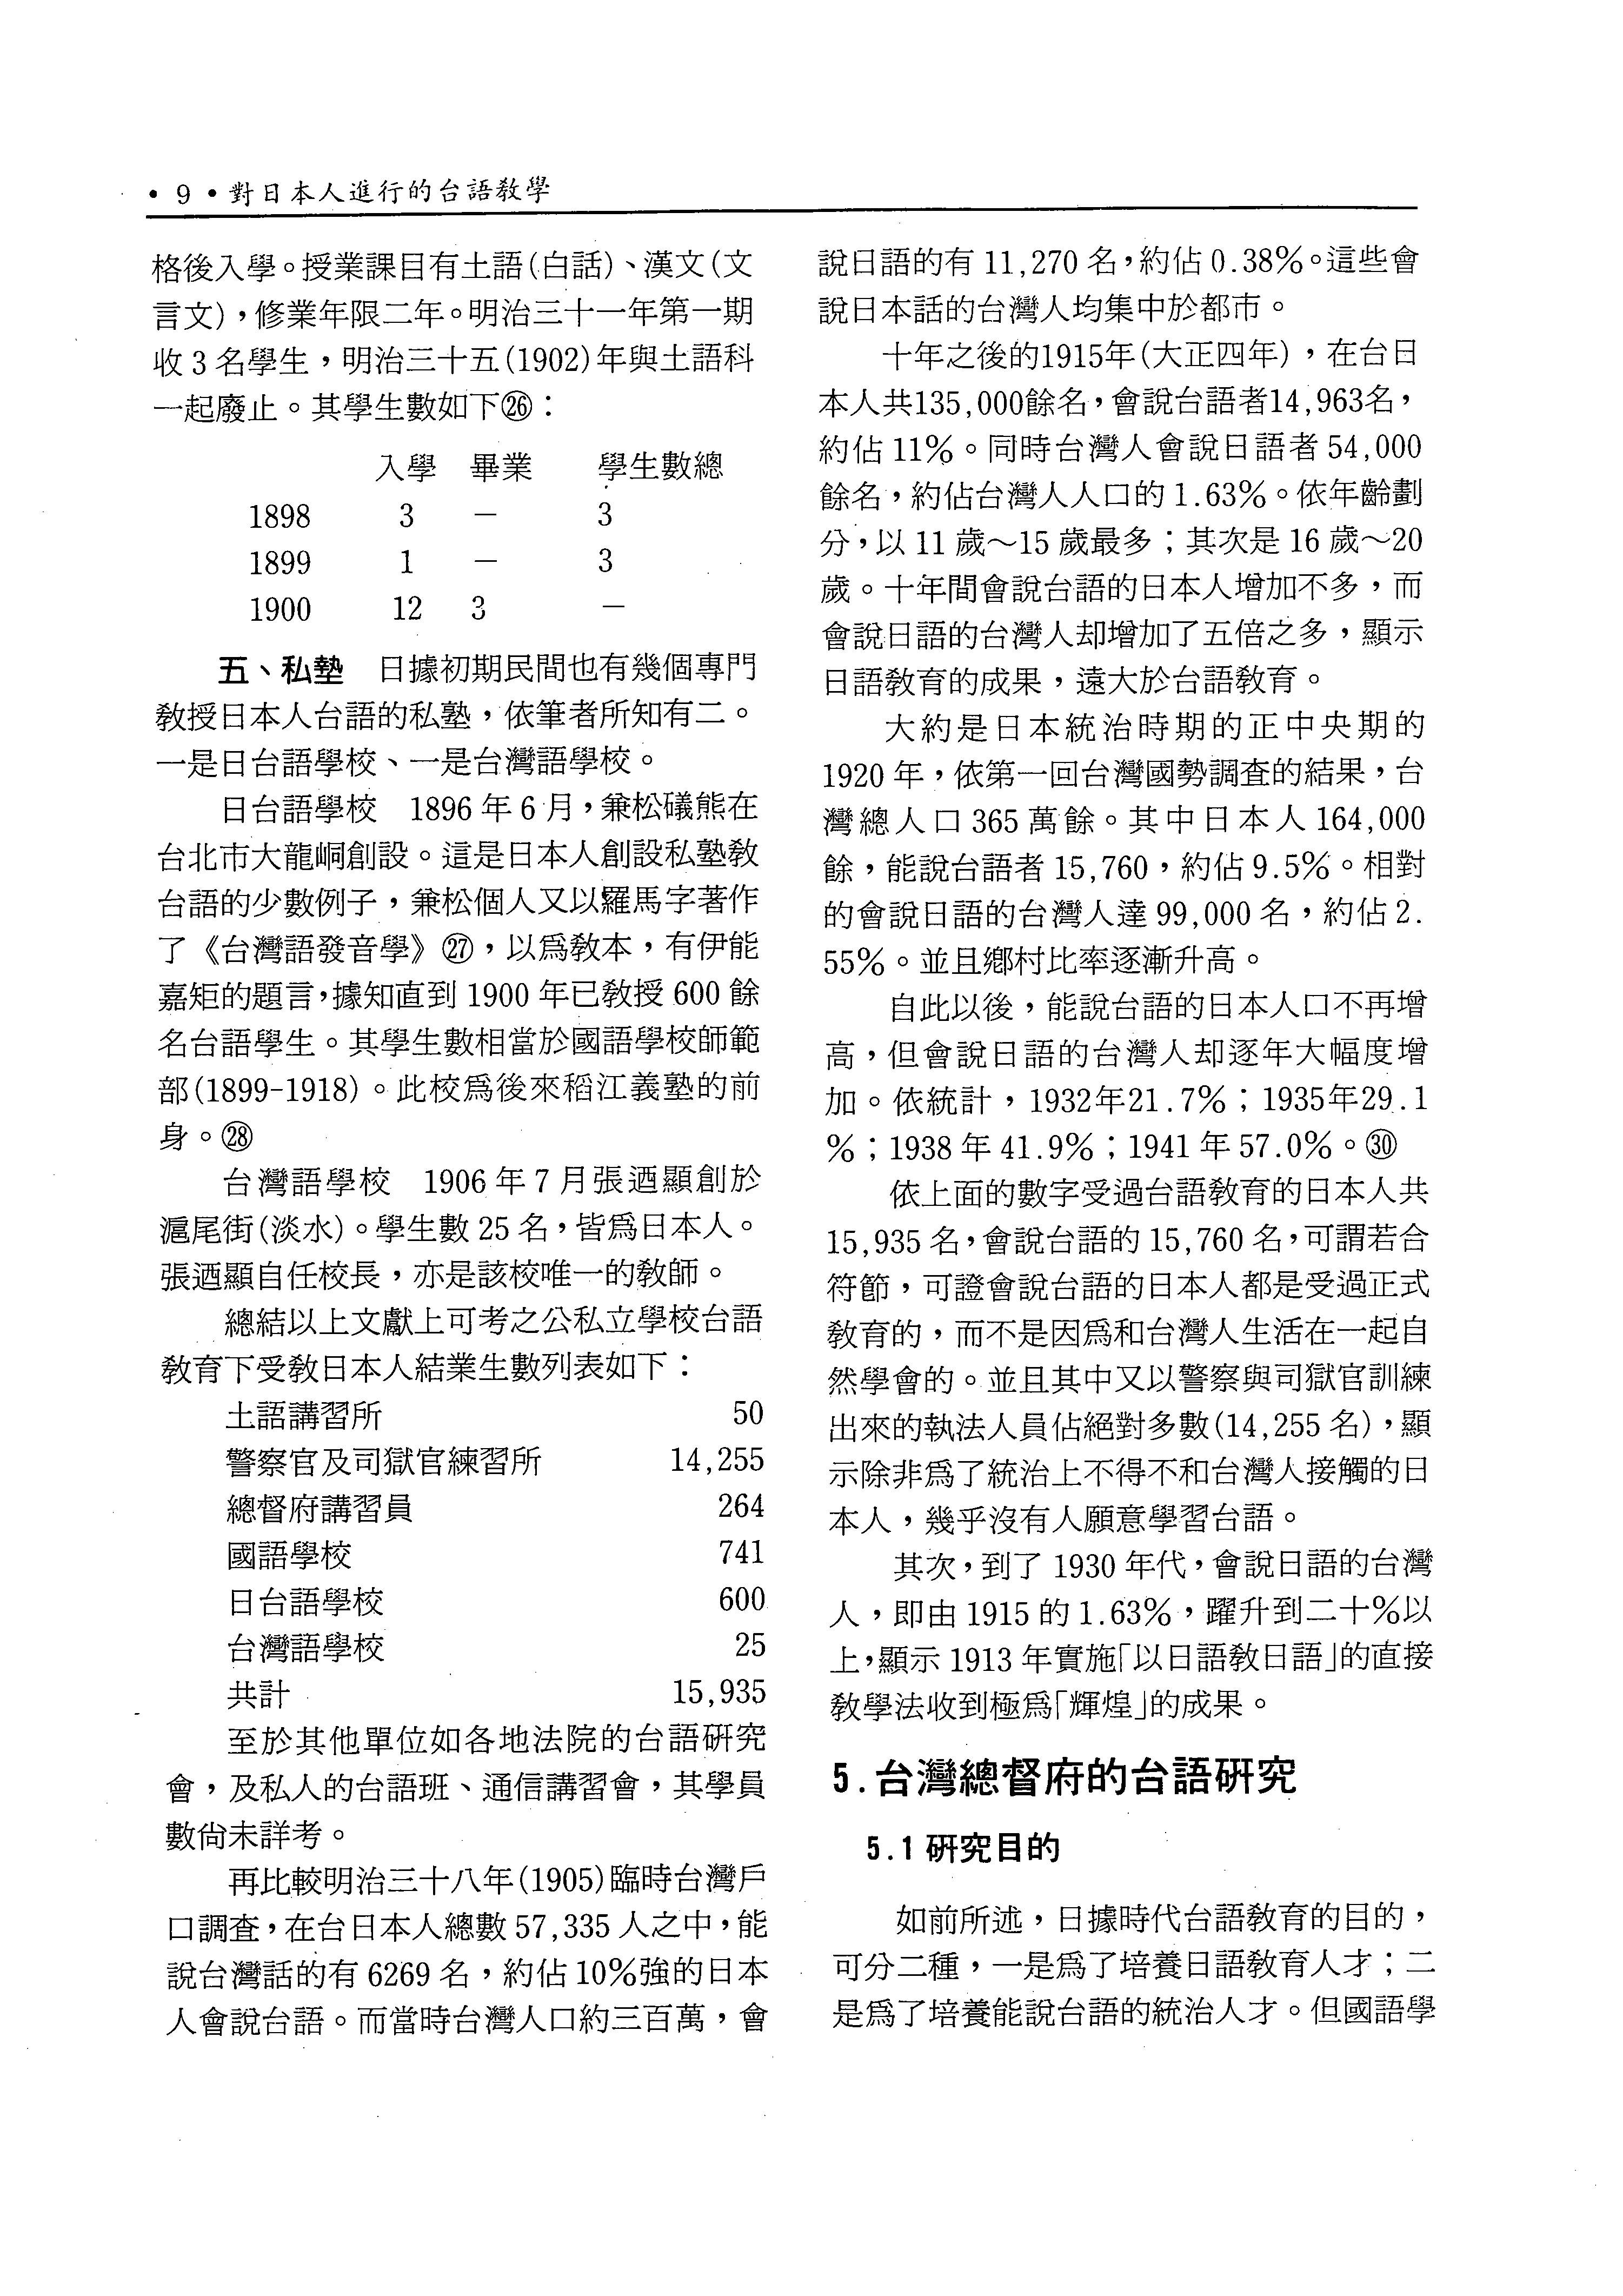 • 9 • 對日本人進行的台語教學
格後入學。授業課目有土語(白話)、漢文(文
言文)，修業年限二年。明治三十一年第一期
收 3 名學生，明治三十五(1902)年與土語科
一起廢止。其學生數如下㉖：
入學 畢業 學生數總
1898 3 — 3
1899 1 — 3
1900 12 3 —
五、私塾 日據初期民間也有幾個專門
敎授日本人台語的私塾，依筆者所知有二。
一是日台語學校、一是台灣語學校。
日台語學校 1896 年 6 月，兼松礒熊在
台北市大龍峒創設。這是日本人創設私塾敎
台語的少數例子，兼松個人又以羅馬字著作
了《台灣語發音學》㉗，以爲敎本，有伊能
嘉矩的題言，據知直到 1900 年已敎授 600 餘
名台語學生。其學生數相當於國語學校師範
部(1899-1918)。此校爲後來稻江義塾的前
身。㉘
台灣語學校 1906 年 7 月張迺顯創於
滬尾街(淡水)。學生數 25 名，皆爲日本人。
張迺顯自任校長，亦是該校唯一的敎師。
總結以上文獻上可考之公私立學校台語
敎育下受敎日本人結業生數列表如下：
土語講習所 50
警察官及司獄官練習所 14,255
總督府講習員 264
國語學校 741
日台語學校 600
台灣語學校 25
共計 15,935
至於其他單位如各地法院的台語硏究
會，及私人的台語班、通信講習會，其學員
數尙未詳考。
再比較明治三十八年(1905)臨時台灣戶
口調查，在台日本人總數 57,335 人之中，能
說台灣話的有 6269 名，約佔 10%強的日本
人會說台語。而當時台灣人口約三百萬，會
說日語的有 11,270 名，約佔 0.38%。這些會
說日本話的台灣人均集中於都市。
十年之後的1915年(大正四年)，在台日
本人共135,000餘名，會說台語者14,963名，
約佔 11%。同時台灣人會說日語者 54,000
餘名，約佔台灣人人口的 1.63%。依年齡劃
分，以 11 歲～15 歲最多；其次是 16 歲～20
歲。十年間會說台語的日本人增加不多，而
會說日語的台灣人却增加了五倍之多，顯示
日語敎育的成果，遠大於台語敎育。
大約是日本統治時期的正中央期的
1920 年，依第一回台灣國勢調查的結果，台
灣總人口 365 萬餘。其中日本人 164,000
餘，能說台語者 15,760，約佔 9.5%。相對
的會說日語的台灣人達 99,000 名，約佔 2.
55%。並且鄉村比率逐漸升高。
自此以後，能說台語的日本人口不再增
高，但會說日語的台灣人却逐年大幅度增
加。依統計，1932年21.7%；1935年29.1
%；1938 年 41.9%；1941 年 57.0%。㉚
依上面的數字受過台語敎育的日本人共
15,935 名，會說台語的 15,760 名，可謂若合
符節，可證會說台語的日本人都是受過正式
敎育的，而不是因爲和台灣人生活在一起自
然學會的。並且其中又以警察與司獄官訓練
出來的執法人員佔絕對多數(14,255 名)，顯
示除非爲了統治上不得不和台灣人接觸的日
本人，幾乎沒有人願意學習台語。
其次，到了 1930 年代，會說日語的台灣
人，即由 1915 的 1.63%，躍升到二十%以
上，顯示 1913 年實施「以日語敎日語」的直接
敎學法收到極爲「輝煌」的成果。
5.台灣總督府的台語硏究
5.1 硏究目的
如前所述，日據時代台語敎育的目的，
可分二種，一是爲了培養日語敎育人才；二
是爲了培養能說台語的統治人才。但國語學